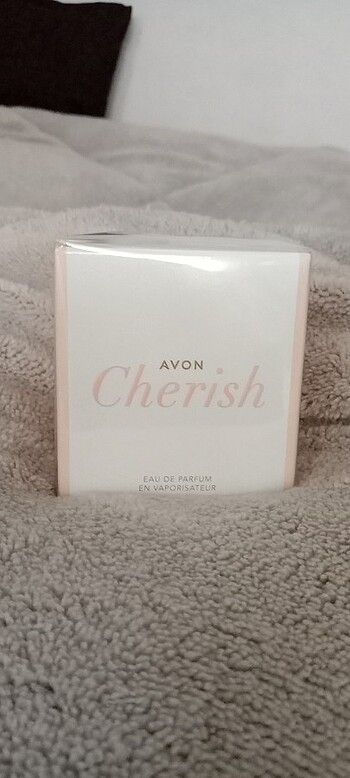 AVON
Cherish
EAU DE PARFUM
EN VAPORISATEUR